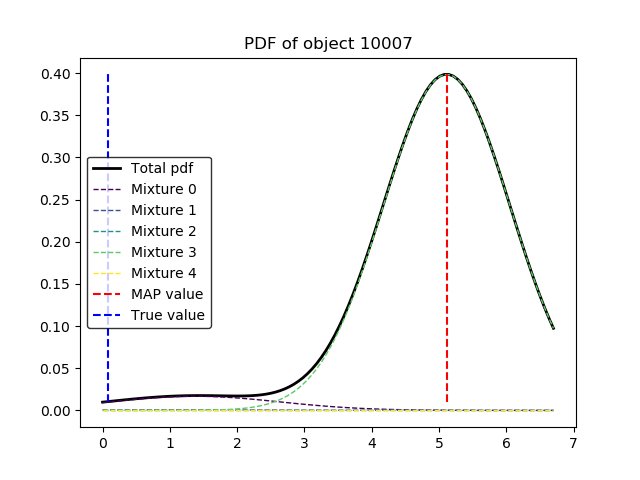 PDF of object 10007
0.40
0.35
0.30
0.25
0.20
0.15
0.10
0.05
0.00
Total pdf
Mixture 0
Mixture 1
Mixture 2
Mixture 3
Mixture 4
MAP value
True value
0 1 2 3 4 5 6 7